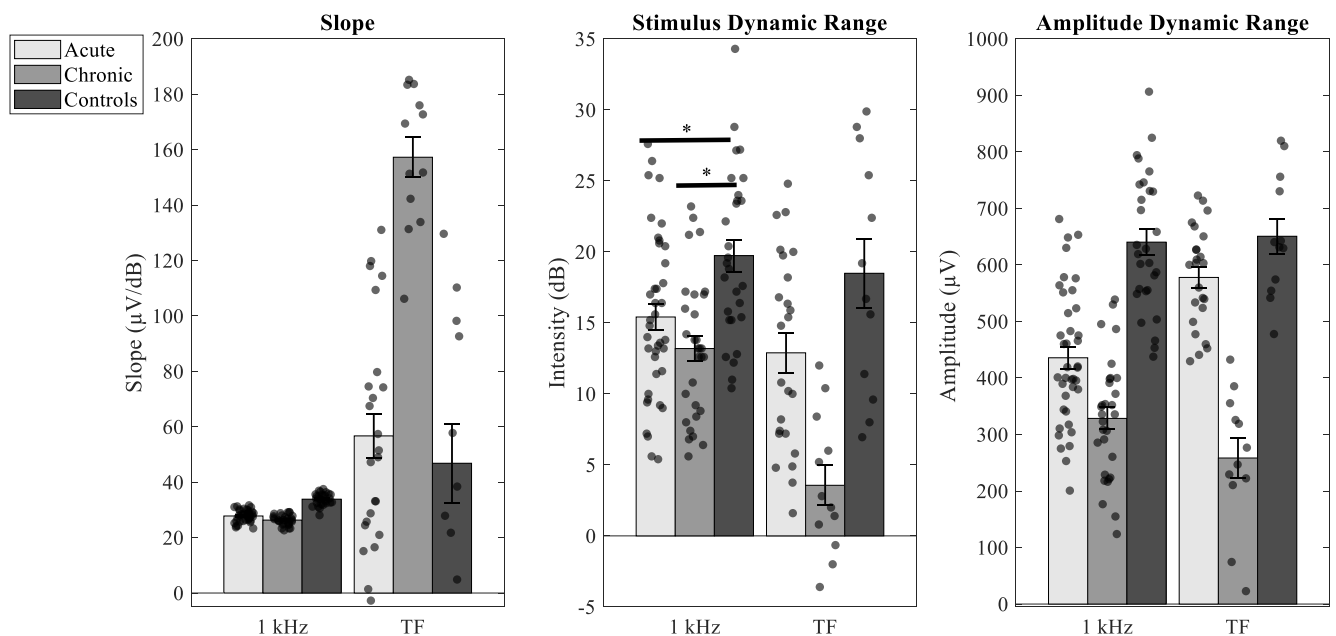 Slope
Acute
Chronic
Controls
Slope (µV/dB)
200
180
160
140
120
100
80
60
40
20
0
1 kHz TF
Stimulus Dynamic Range
Intensity (dB)
35
30
25
20
15
10
5
0
-5
*
*
1 kHz TF
Amplitude Dynamic Range
Amplitude (µV)
1000
900
800
700
600
500
400
300
200
100
0
1 kHz TF